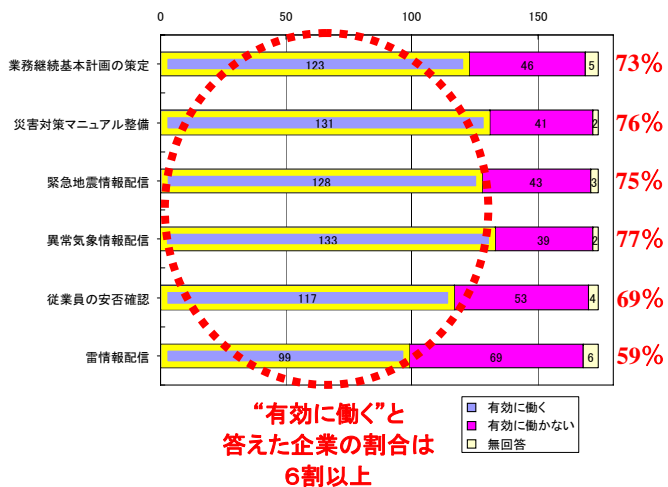 0 50 100 150
業務継続基本計画の策定 123 46 5 73%
災害対策マニュアル整備 131 41 2 76%
緊急地震情報配信 128 43 3 75%
異常気象情報配信 133 39 2 77%
従業員の安否確認 117 53 4 69%
雷情報配信 99 69 6 59%
“有効に働く”と
答えた企業の割合は
6割以上
有効に働く
有効に働かない
無回答